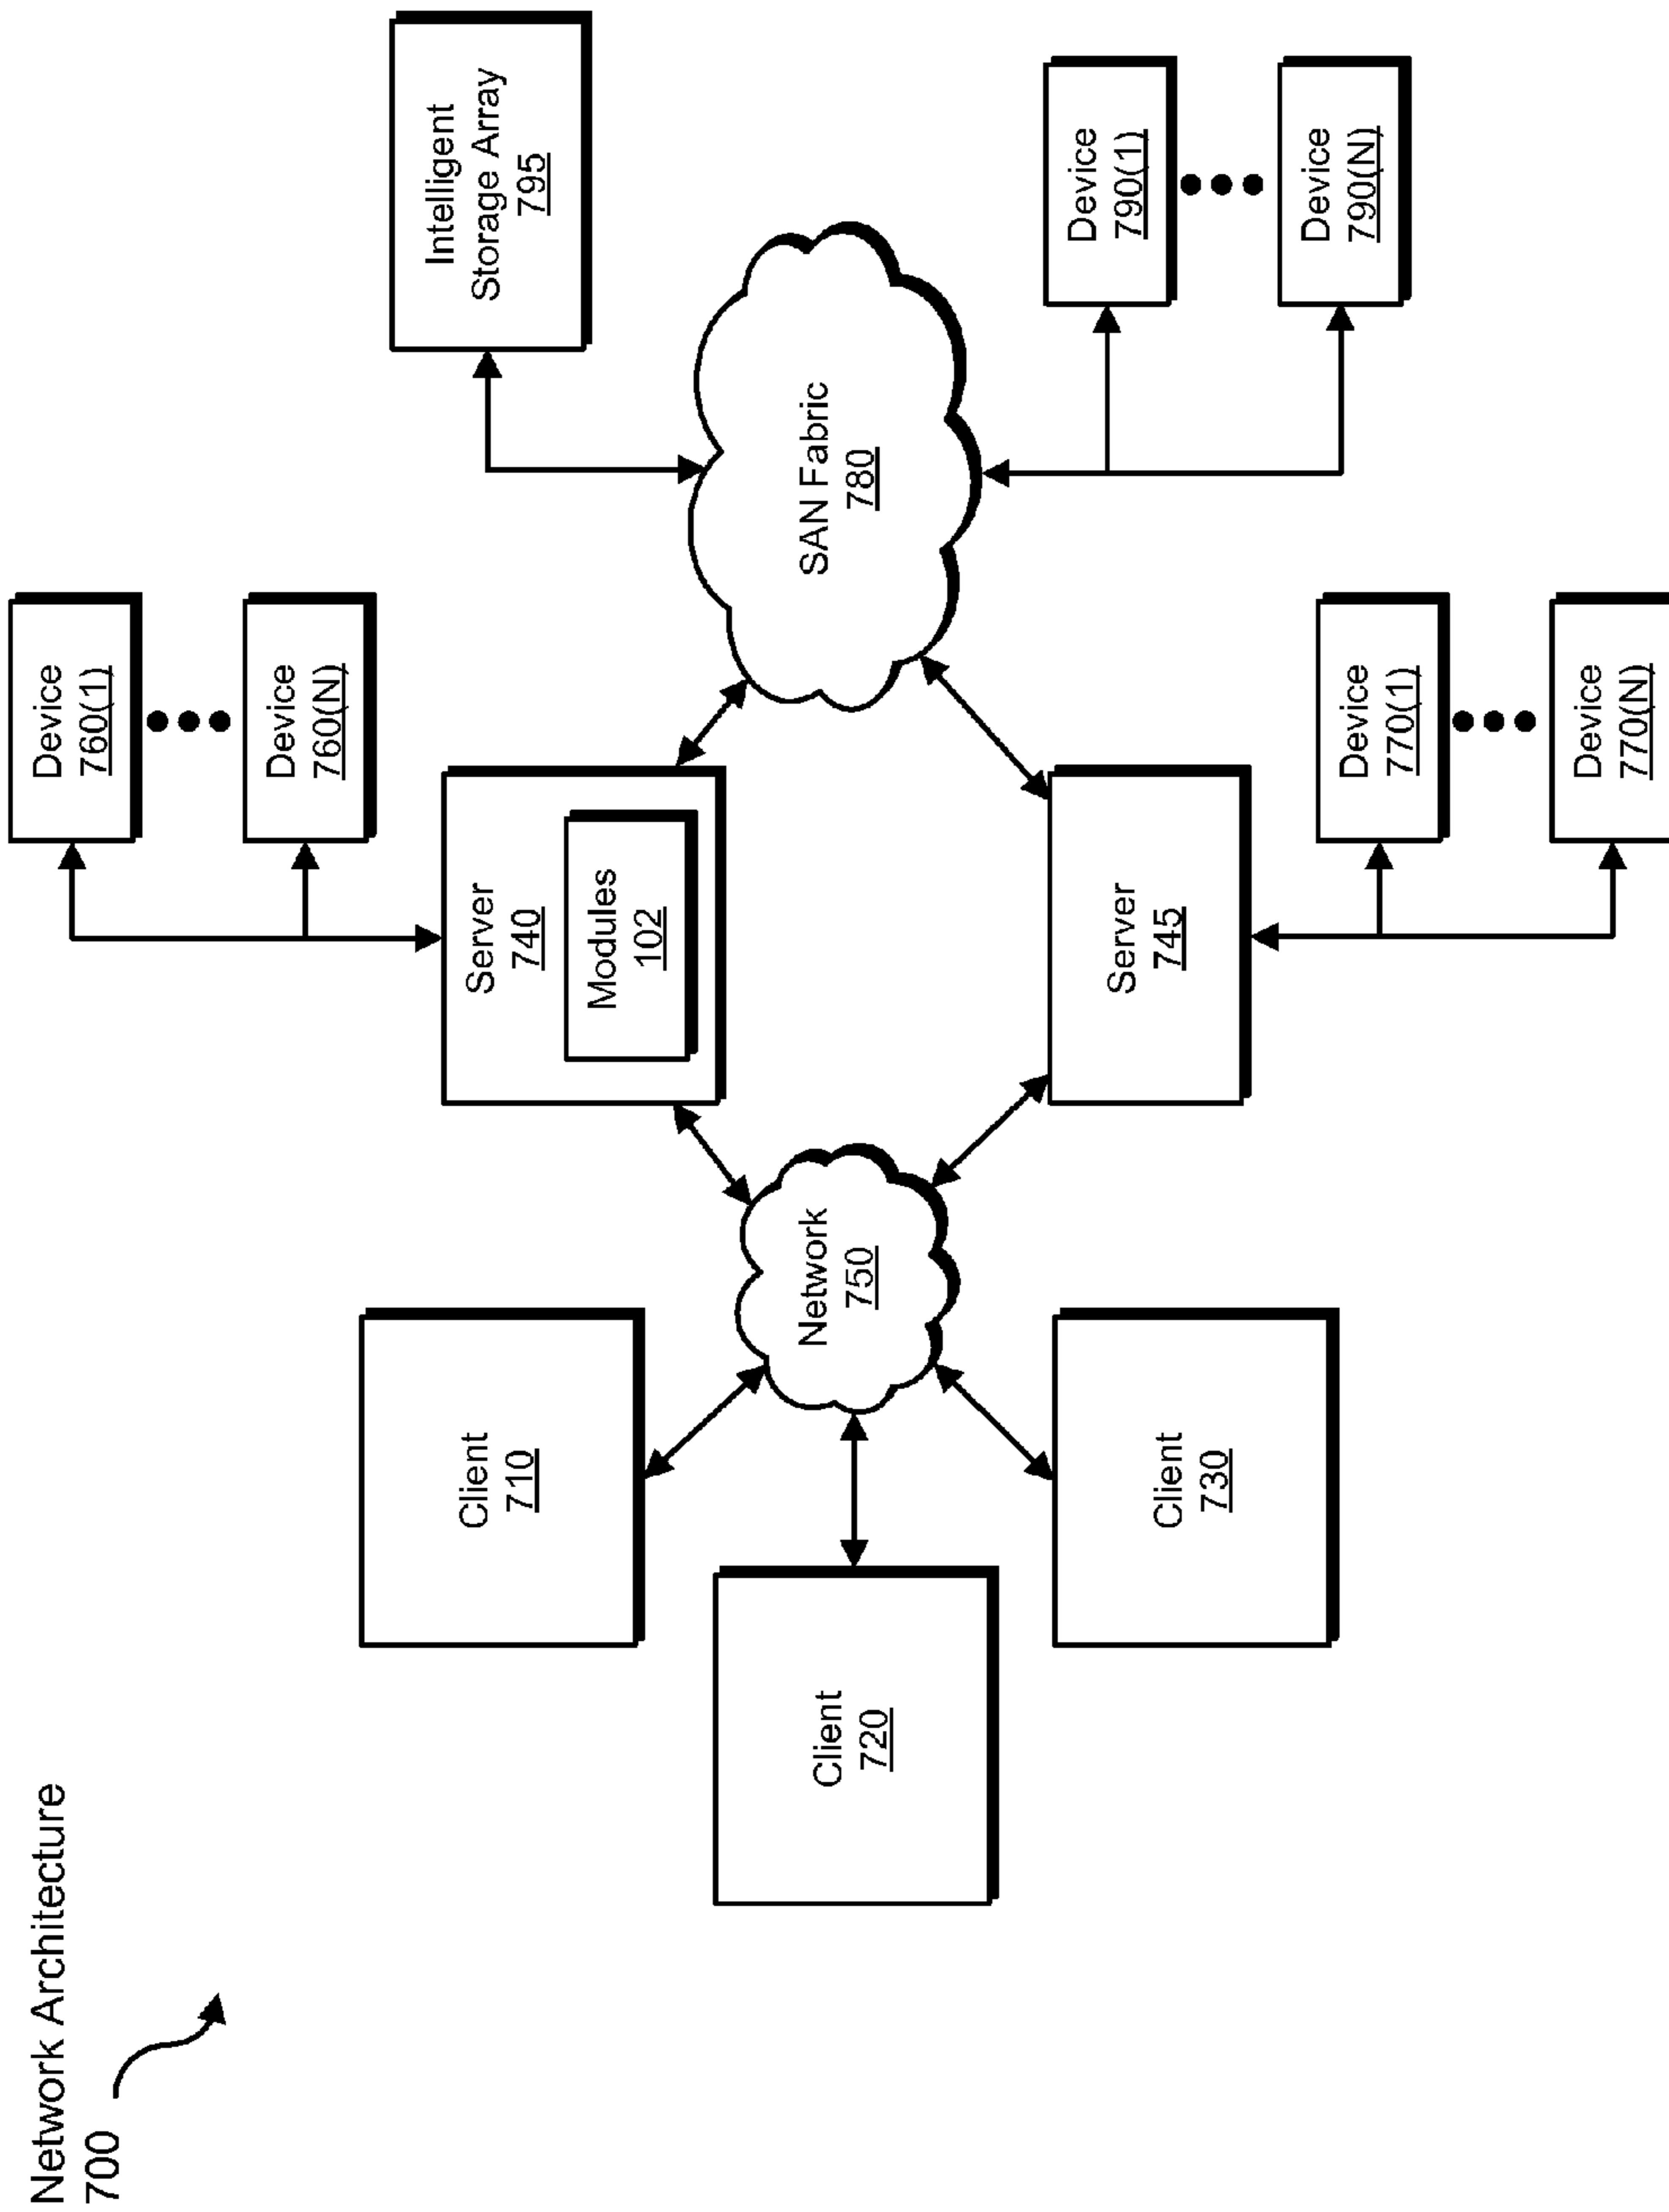 Network Architecture
700
Device
760(1)
Device
760(N)
Intelligent
Storage Array
795
Client
710
Server
740
Modules
102
Client
720
Network
750
SAN Fabric
780
Client
730
Server
745
Device
790(1)
Device
790(N)
Device
770(1)
Device
770(N)